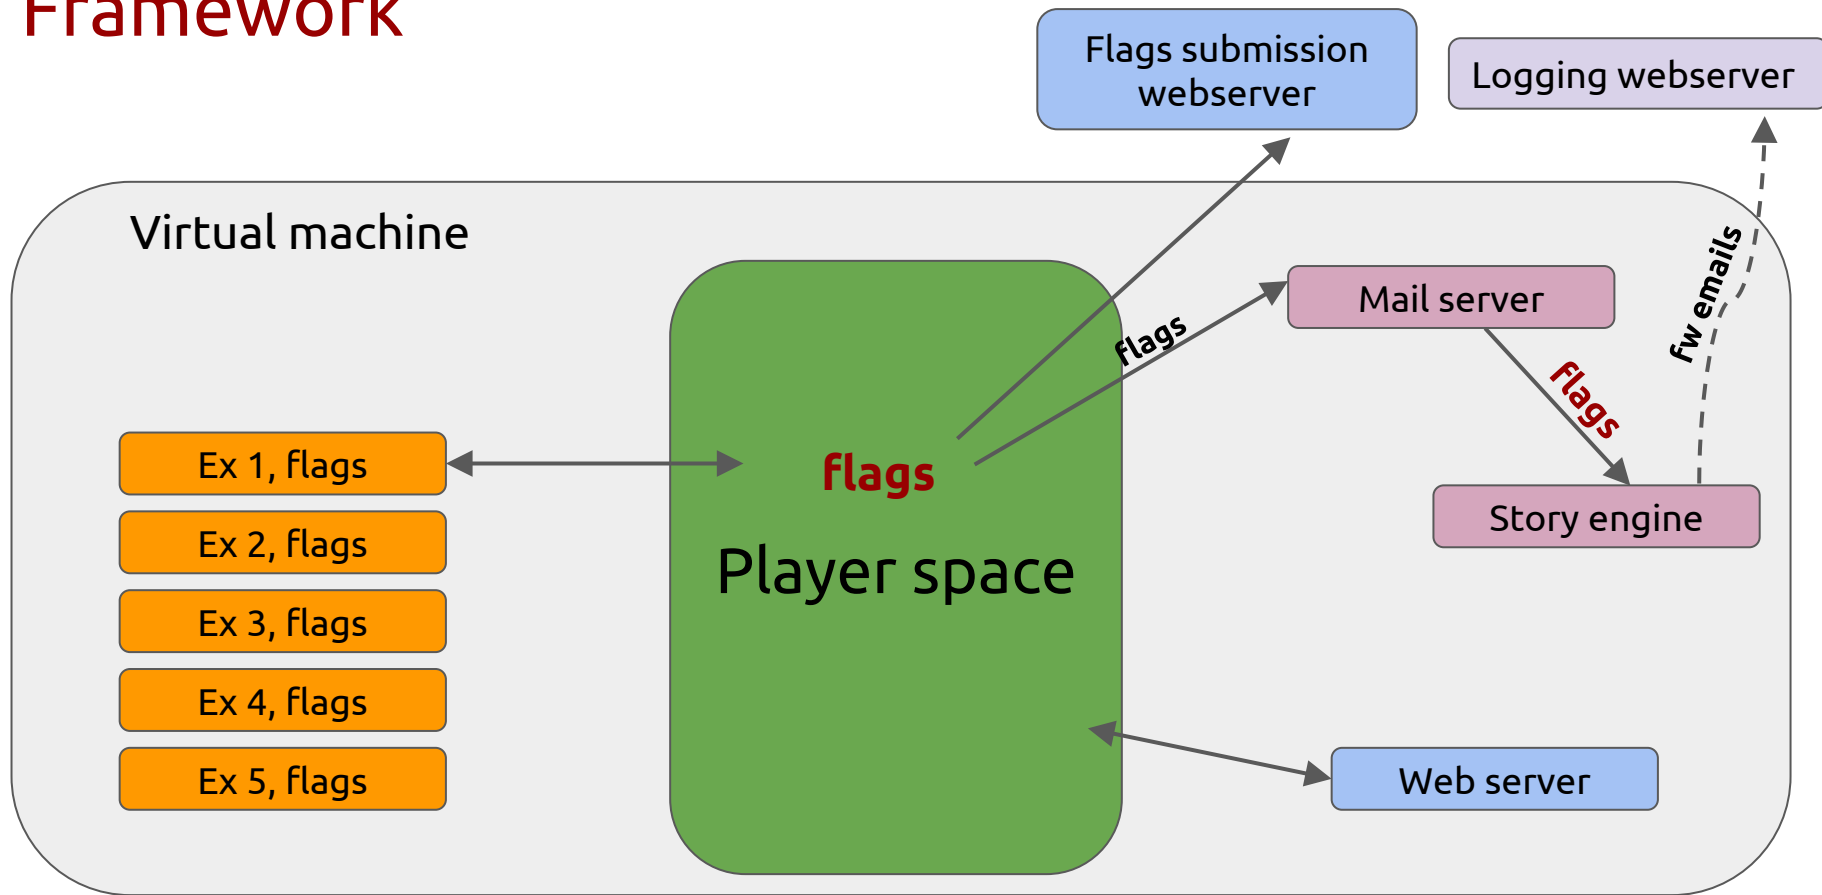 Framework
Flags submission
webserver
Logging webserver
Virtual machine
fw emails
Mail server
flags
flags
Ex 1, flags
flags
Ex 2, flags
Story engine
Player space
Ex 3, flags
Ex 4, flags
Ex 5, flags
Web server